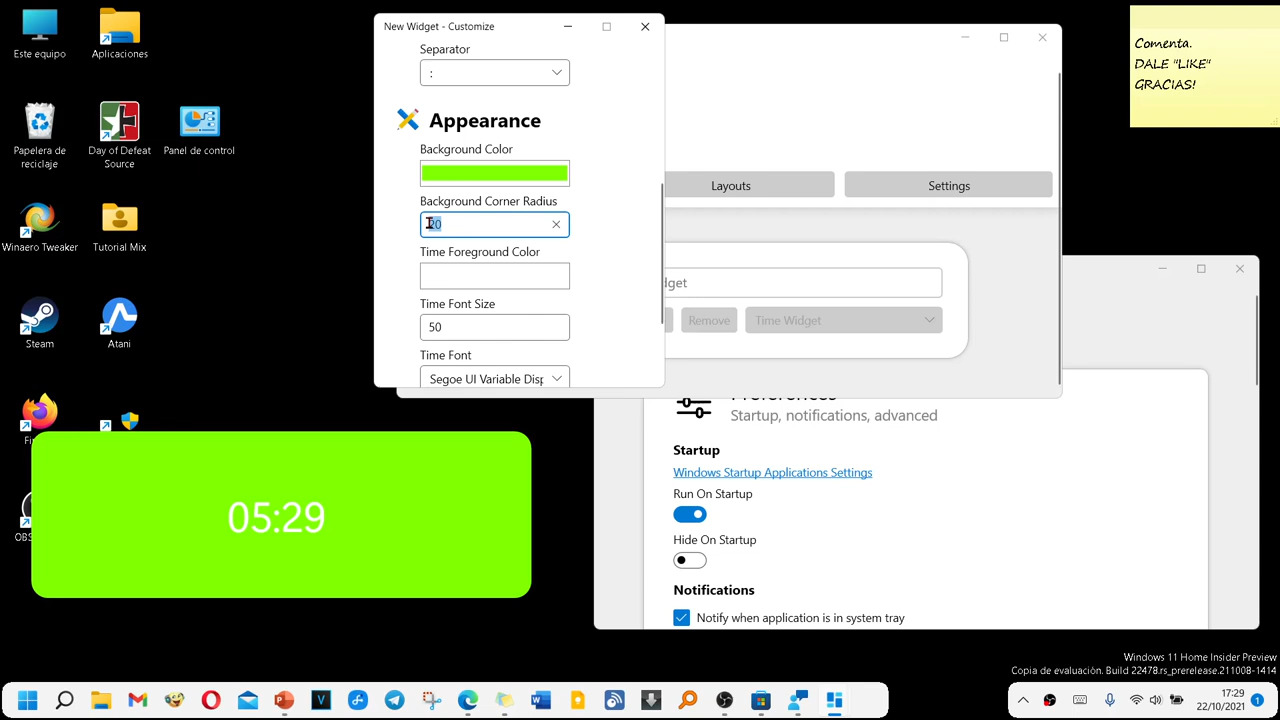 Este equipo
Aplicaciones
Papelera de
reciclaje
Day of Defeat
Source
Panel de control
Winaero Tweaker
Tutorial Mix
Steam
Atani
New Widget - Customize
Separator
:
Appearance
Background Color
Background Corner Radius
20
Time Foreground Color
Time Font Size
50
Time Font
Segoe UI Variable Disp
Layouts
Settings
Remove
Time Widget
Comenta.
DALE "LIKE"
GRACIAS!
05:29
Startup, notifications, advanced
Startup
Windows Startup Applications Settings
Run On Startup
Hide On Startup
Notifications
Notify when application is in system tray
Windows 11 Home Insider Preview
Copia de evaluación. Build 22478.rs_prerelease.211008-1414
17:29
22/10/2021
1